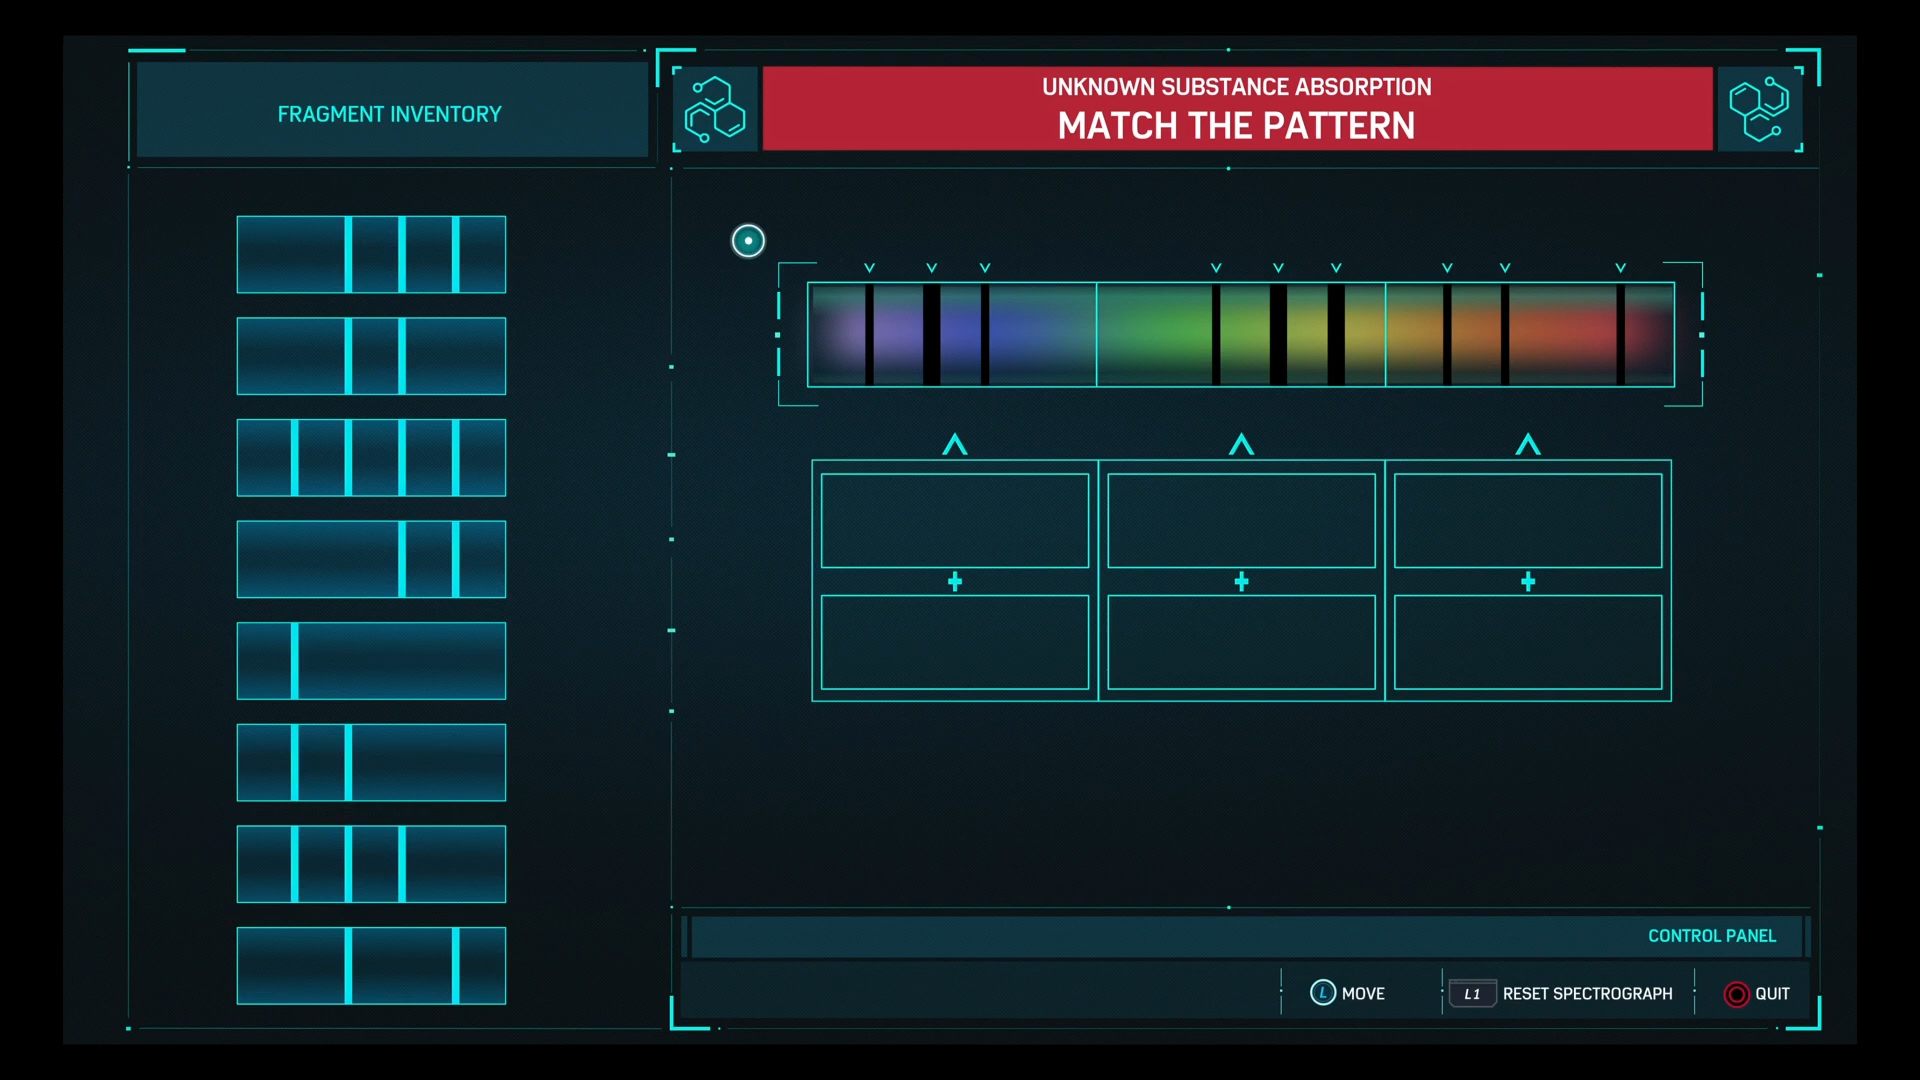 FRAGMENT INVENTORY
UNKNOWN SUBSTANCE ABSORPTION
MATCH THE PATTERN
CONTROL PANEL
L MOVE
L1 RESET SPECTROGRAPH
QUIT